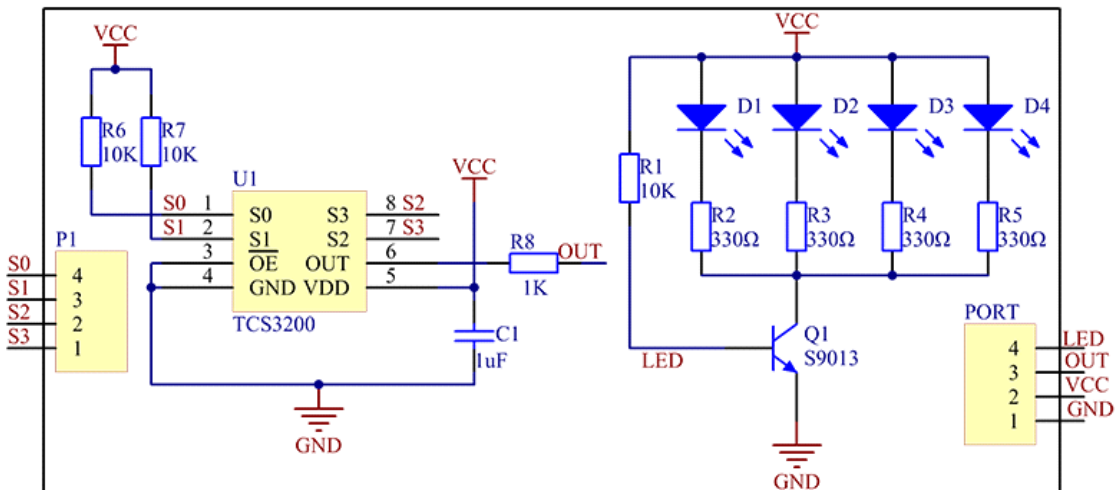 VCC
R6
10K
R7
10K
U1
S0 1 S0
S1 2 S1
3 OE
4 GND
S3 8 S2
S2 7 S3
OUT 6
VDD 5
TCS3200
P1
S0 4
S1 3
S2 2
S3 1
VCC
R8
1K
OUT
C1
1uF
GND
VCC
R1
10K
D1
D2
D3
D4
R2
330Ω
R3
330Ω
R4
330Ω
R5
330Ω
LED
Q1
S9013
GND
PORT
4 LED
3 OUT
2 VCC
1 GND